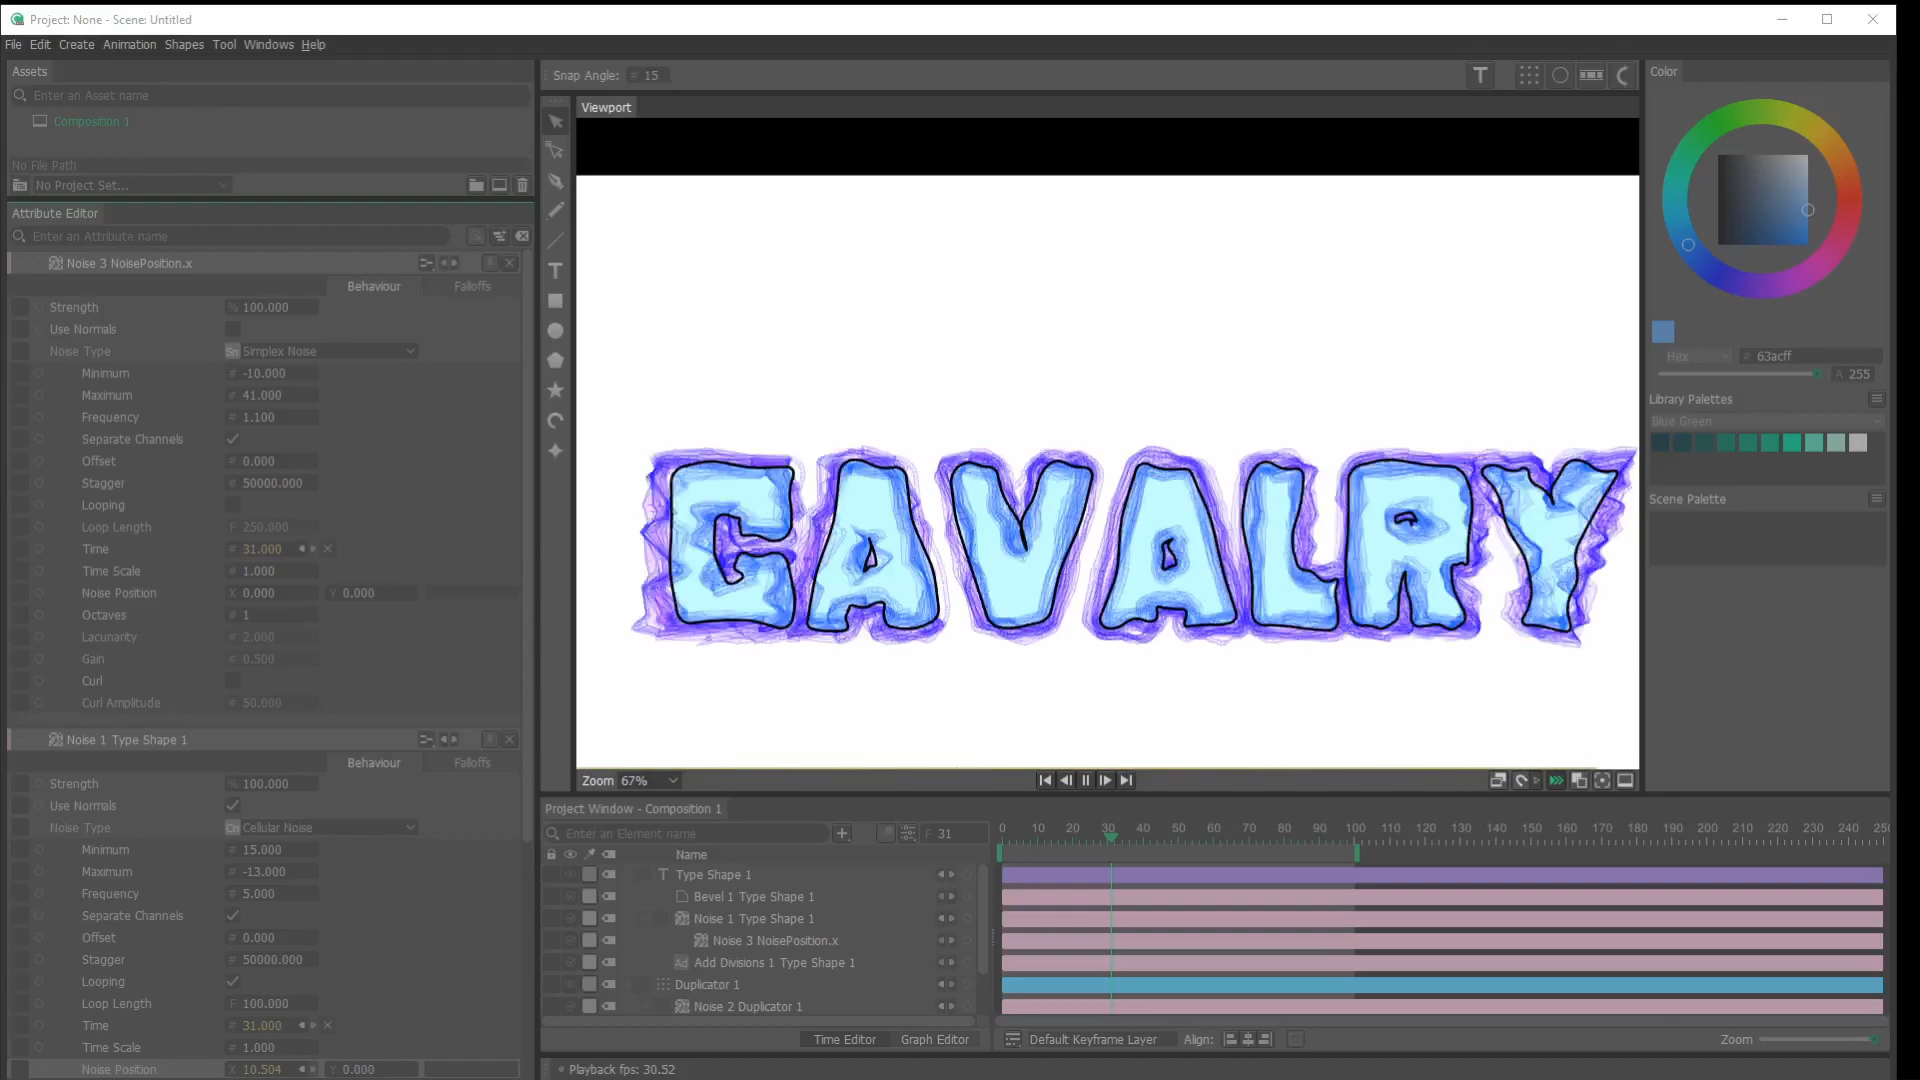 Project: None - Scene: Untitled
File Edit Create Animation Shapes Tool Windows Help
Assets
Enter an Asset name
Composition 1
No File Path
No Project Set...
Attribute Editor
Enter an Attribute name
Noise 3 NoisePosition.x
Behaviour Falloffs
Strength % 100.000
Use Normals
Noise Type Sn Simplex Noise
Minimum # -10.000
Maximum # 41.000
Frequency # 1.100
Separate Channels
Offset # 0.000
Stagger # 50000.000
Looping
Loop Length F 250.000
Time # 31.000
Time Scale # 1.000
Noise Position X 0.000 Y 0.000
Octaves # 1
Lacunarity # 2.000
Gain # 0.500
Curl
Curl Amplitude # 50.000
Noise 1 Type Shape 1
Behaviour Falloffs
Strength % 100.000
Use Normals
Noise Type Cn Cellular Noise
Minimum # 15.000
Maximum # -13.000
Frequency # 5.000
Separate Channels
Offset # 0.000
Stagger # 50000.000
Looping
Loop Length F 100.000
Time # 31.000
Time Scale # 1.000
Noise Position X 10.504 Y 0.000
Snap Angle: # 15
Viewport
CAVALRY
Zoom 67%
Project Window - Composition 1
Enter an Element name
F 31
0 10 20 30 40 50 60 70 80 90 100 110 120 130 140 150 160 170 180 190 200 210 220 230 240 250
Name
Type Shape 1
Bevel 1 Type Shape 1
Noise 1 Type Shape 1
Noise 3 NoisePosition.x
Ad Add Divisions 1 Type Shape 1
Duplicator 1
Noise 2 Duplicator 1
Time Editor Graph Editor
Default Keyframe Layer Align: Zoom
Playback fps: 30.52
Color
Hex # 63acff
A 255
Library Palettes
Blue Green
Scene Palette